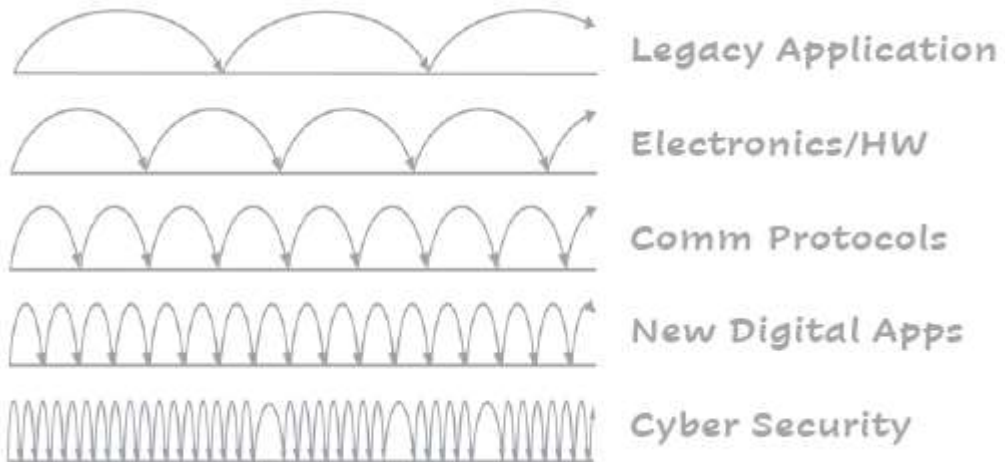 Legacy Application
Electronics/HW
Comm Protocols
New Digital Apps
Cyber Security